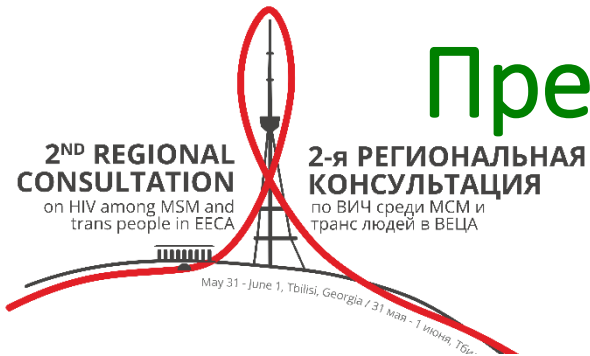 Пре
2ND REGIONAL
CONSULTATION
on HIV among MSM and
trans people in EECA
2-я РЕГИОНАЛЬНАЯ
КОНСУЛЬТАЦИЯ
по ВИЧ среди МСМ и
транс людей в ВЕЦА
May 31 - June 1, Tbilisi, Georgia / 31 мая - 1 июня,